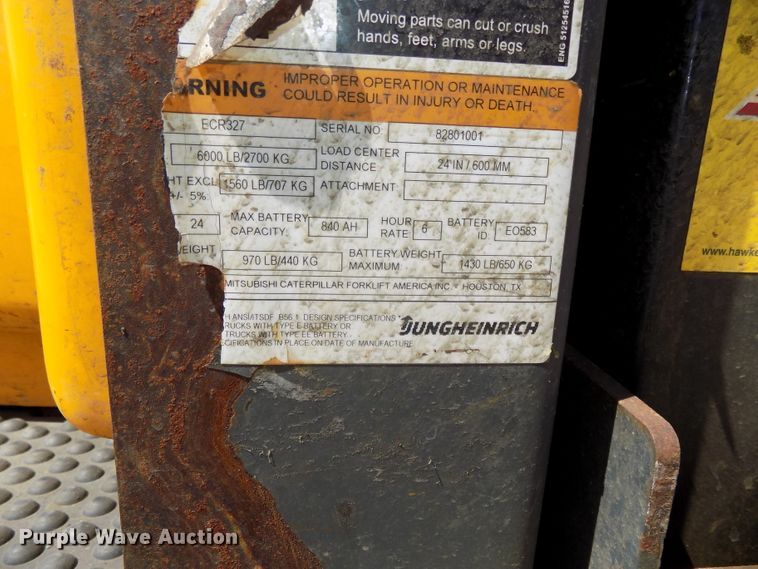 Moving parts can cut or crush
hands, feet, arms or legs.
ENG 51254516
RNING IMPROPER OPERATION OR MAINTENANCE
COULD RESULT IN INJURY OR DEATH.
ECR327 SERIAL NO. 82801001
6000 LB/2700 KG LOAD CENTER DISTANCE 24 IN / 600 MM
HT EXCL +/- 5% 1560 LB/707 KG ATTACHMENT
24 MAX BATTERY CAPACITY: 840 AH HOUR RATE: 6 BATTERY ID: EO583
EIGHT 970 LB/440 KG BATTERY WEIGHT MAXIMUM: 1430 LB/650 KG
MITSUBISHI CATERPILLAR FORKLIFT AMERICA INC. - HOUSTON, TX
H ANSI/ITSDF B56.1 DESIGN SPECIFICATIONS
TRUCKS WITH TYPE E BATTERY OR
TRUCKS WITH TYPE EE BATTERY
CIFICATIONS IN PLACE ON DATE OF MANUFACTURE
JUNGHEINRICH
www.hawke
Purple Wave Auction